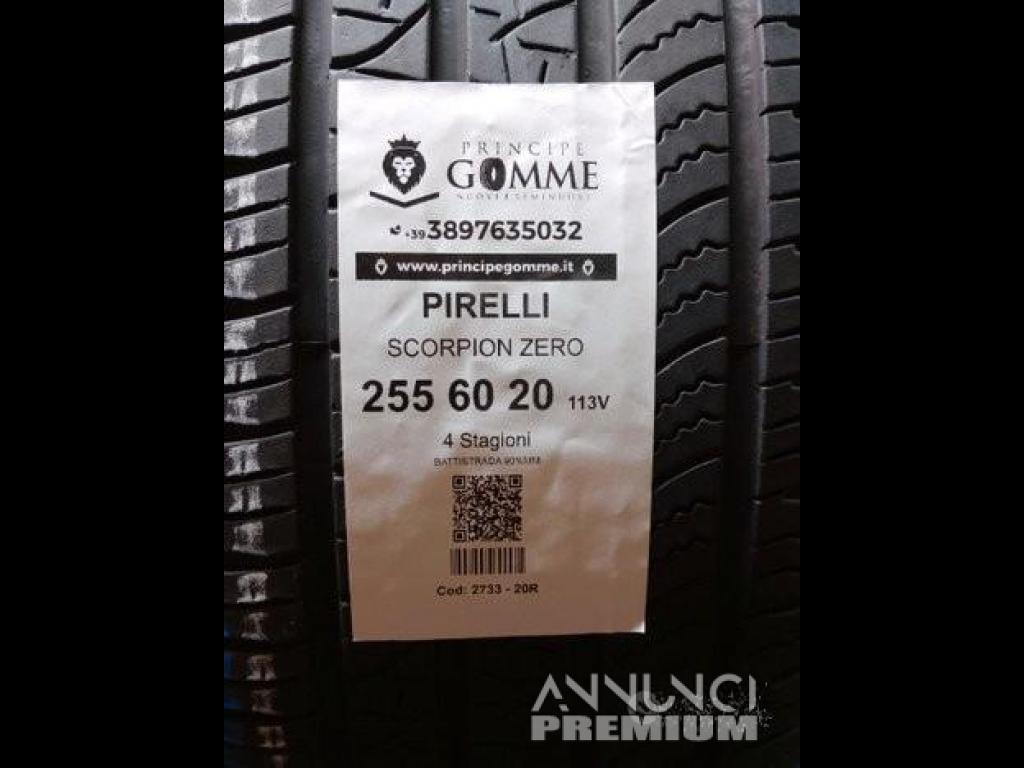 PRINCIPE
GOMME
+39 3897635032
www.principegomme.it
PIRELLI
SCORPION ZERO
255 60 20 113V
4 Stagioni
BATTISTRADA
Cod: 2733 - 20R
ANNUNCI
PREMIUM